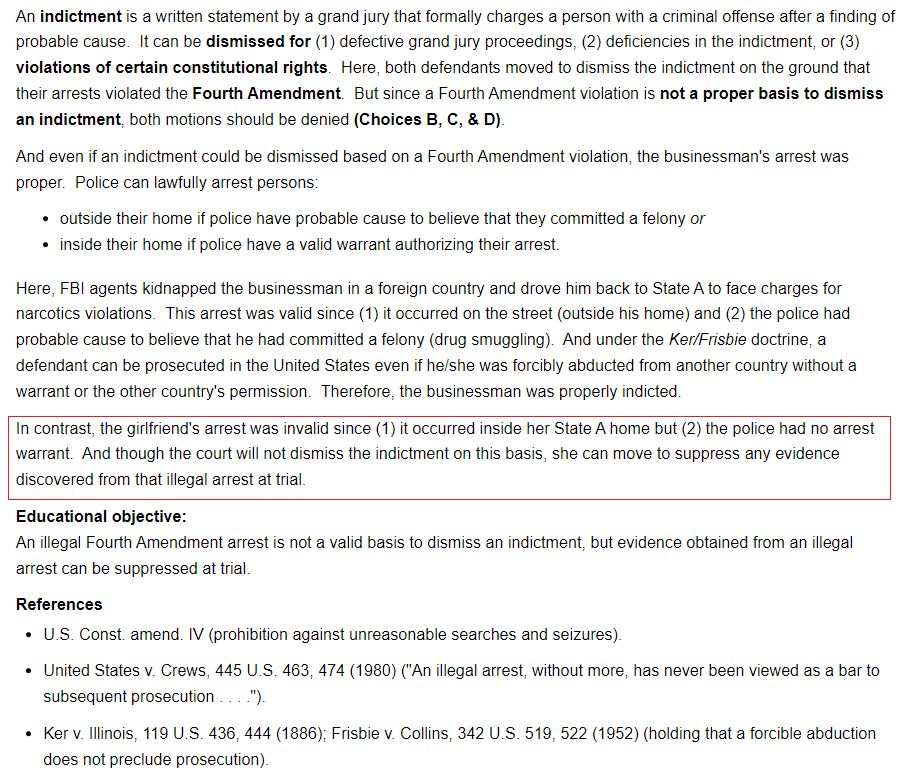 An indictment is a written statement by a grand jury that formally charges a person with a criminal offense after a finding of
probable cause.  It can be dismissed for (1) defective grand jury proceedings, (2) deficiencies in the indictment, or (3)
violations of certain constitutional rights.  Here, both defendants moved to dismiss the indictment on the ground that
their arrests violated the Fourth Amendment.  But since a Fourth Amendment violation is not a proper basis to dismiss
an indictment, both motions should be denied (Choices B, C, & D).
And even if an indictment could be dismissed based on a Fourth Amendment violation, the businessman's arrest was
proper.  Police can lawfully arrest persons:
• outside their home if police have probable cause to believe that they committed a felony or
• inside their home if police have a valid warrant authorizing their arrest.
Here, FBI agents kidnapped the businessman in a foreign country and drove him back to State A to face charges for
narcotics violations.  This arrest was valid since (1) it occurred on the street (outside his home) and (2) the police had
probable cause to believe that he had committed a felony (drug smuggling).  And under the Ker/Frisbie doctrine, a
defendant can be prosecuted in the United States even if he/she was forcibly abducted from another country without a
warrant or the other country's permission.  Therefore, the businessman was properly indicted.
In contrast, the girlfriend's arrest was invalid since (1) it occurred inside her State A home but (2) the police had no arrest
warrant.  And though the court will not dismiss the indictment on this basis, she can move to suppress any evidence
discovered from that illegal arrest at trial.
Educational objective:
An illegal Fourth Amendment arrest is not a valid basis to dismiss an indictment, but evidence obtained from an illegal
arrest can be suppressed at trial.
References
• U.S. Const. amend. IV (prohibition against unreasonable searches and seizures).
• United States v. Crews, 445 U.S. 463, 474 (1980) ("An illegal arrest, without more, has never been viewed as a bar to
subsequent prosecution . . . .").
• Ker v. Illinois, 119 U.S. 436, 444 (1886); Frisbie v. Collins, 342 U.S. 519, 522 (1952) (holding that a forcible abduction
does not preclude prosecution).